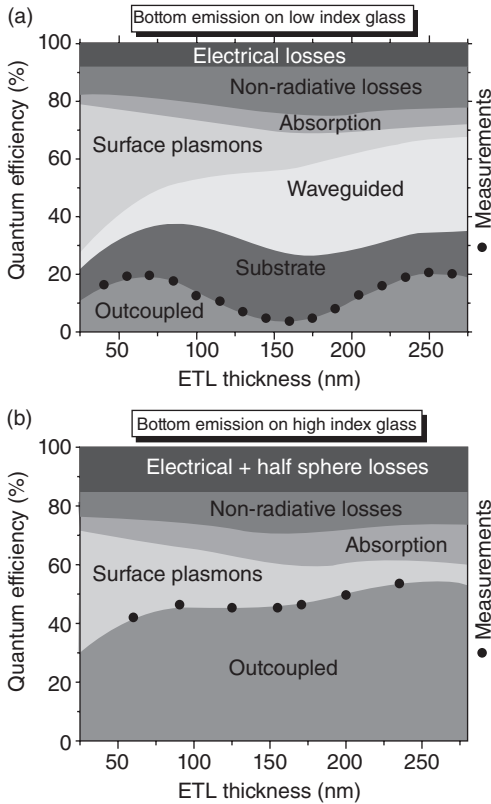 (a)
Bottom emission on low index glass
100
80
60
40
20
0
Quantum efficiency (%)
Electrical losses
Non-radiative losses
Absorption
Surface plasmons
Waveguided
Substrate
Outcoupled
Measurements
50 100 150 200 250
ETL thickness (nm)
(b)
Bottom emission on high index glass
100
80
60
40
20
0
Quantum efficiency (%)
Electrical + half sphere losses
Non-radiative losses
Absorption
Surface plasmons
Outcoupled
Measurements
50 100 150 200 250
ETL thickness (nm)